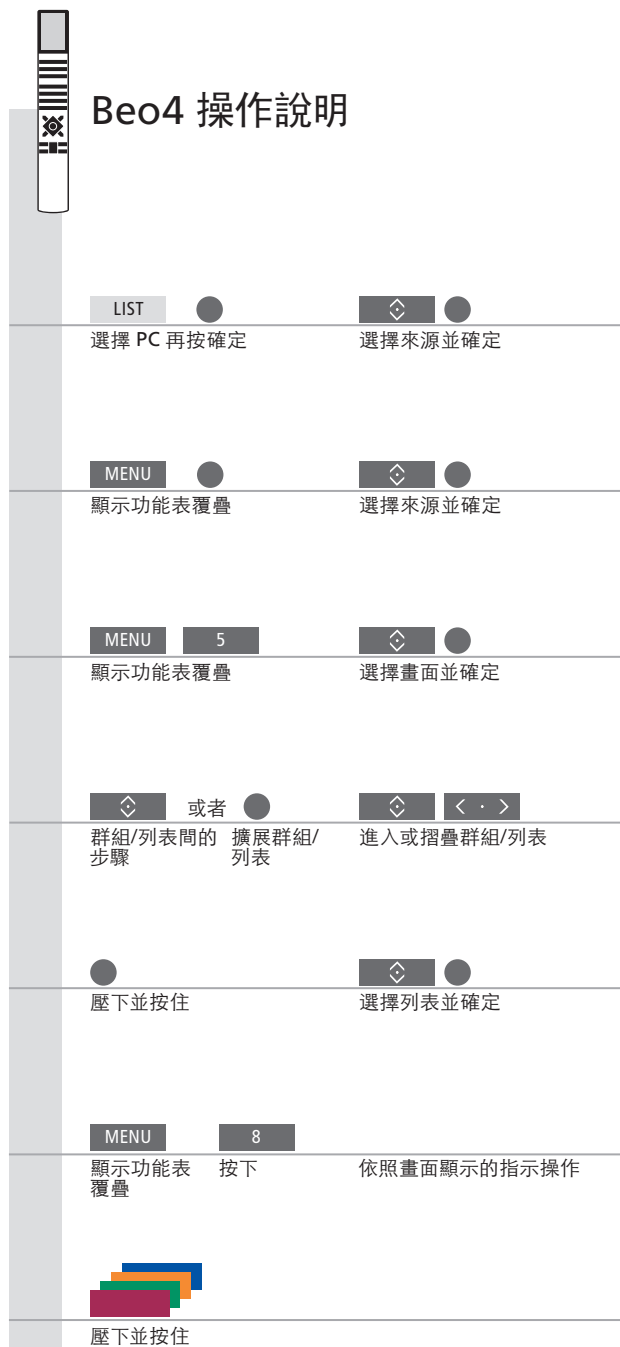 Beo4 操作說明
LIST
選擇 PC 再按確定 選擇來源並確定
MENU
顯示功能表覆疊 選擇來源並確定
MENU 5
顯示功能表覆疊 選擇畫面並確定
或者
群組/列表間的 擴展群組/ 進入或摺疊群組/列表
步驟 列表
壓下並按住 選擇列表並確定
MENU 8
顯示功能表 按下 依照畫面顯示的指示操作
覆疊
壓下並按住